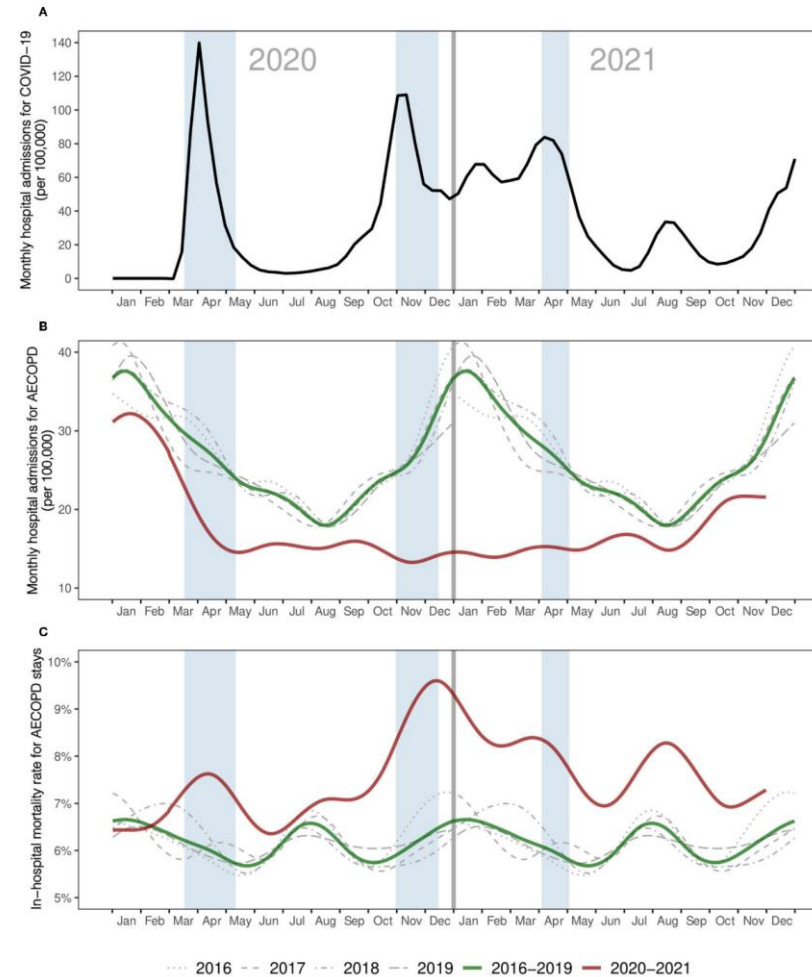 A
Monthly hospital admissions for COVID−19
(per 100,000)
140
120
100
80
60
40
20
0
2020
2021
Jan Feb Mar Apr May Jun Jul Aug Sep Oct Nov Dec Jan Feb Mar Apr May Jun Jul Aug Sep Oct Nov Dec
B
Monthly hospital admissions for AECOPD
(per 100,000)
40
30
20
10
Jan Feb Mar Apr May Jun Jul Aug Sep Oct Nov Dec Jan Feb Mar Apr May Jun Jul Aug Sep Oct Nov Dec
C
In−hospital mortality rate for AECOPD stays
10%
9%
8%
7%
6%
5%
Jan Feb Mar Apr May Jun Jul Aug Sep Oct Nov Dec Jan Feb Mar Apr May Jun Jul Aug Sep Oct Nov Dec
2016 2017 2018 2019 2016−2019 2020−2021